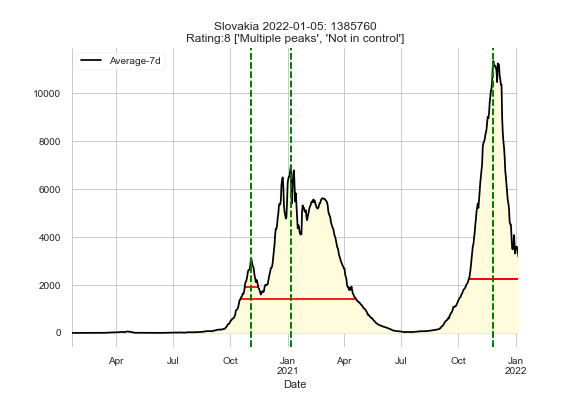 Slovakia 2022-01-05: 1385760
Rating:8 ['Multiple peaks', 'Not in control']
Average-7d
10000
8000
6000
4000
2000
0
Apr Jul Oct Jan Apr Jul Oct Jan
2021 2022
Date